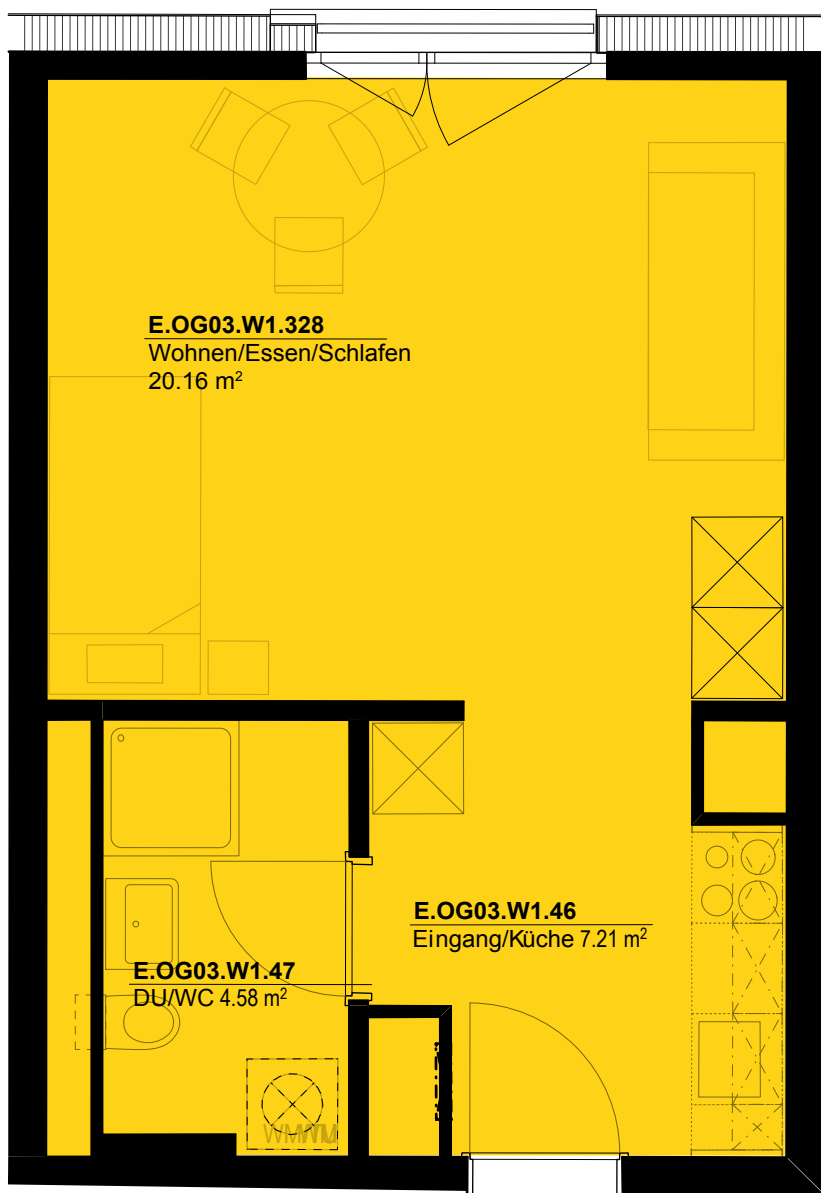 E.OG03.W1.328
Wohnen/Essen/Schlafen
20.16 m²
E.OG03.W1.46
Eingang/Küche 7.21 m²
E.OG03.W1.47
DU/WC 4.58 m²